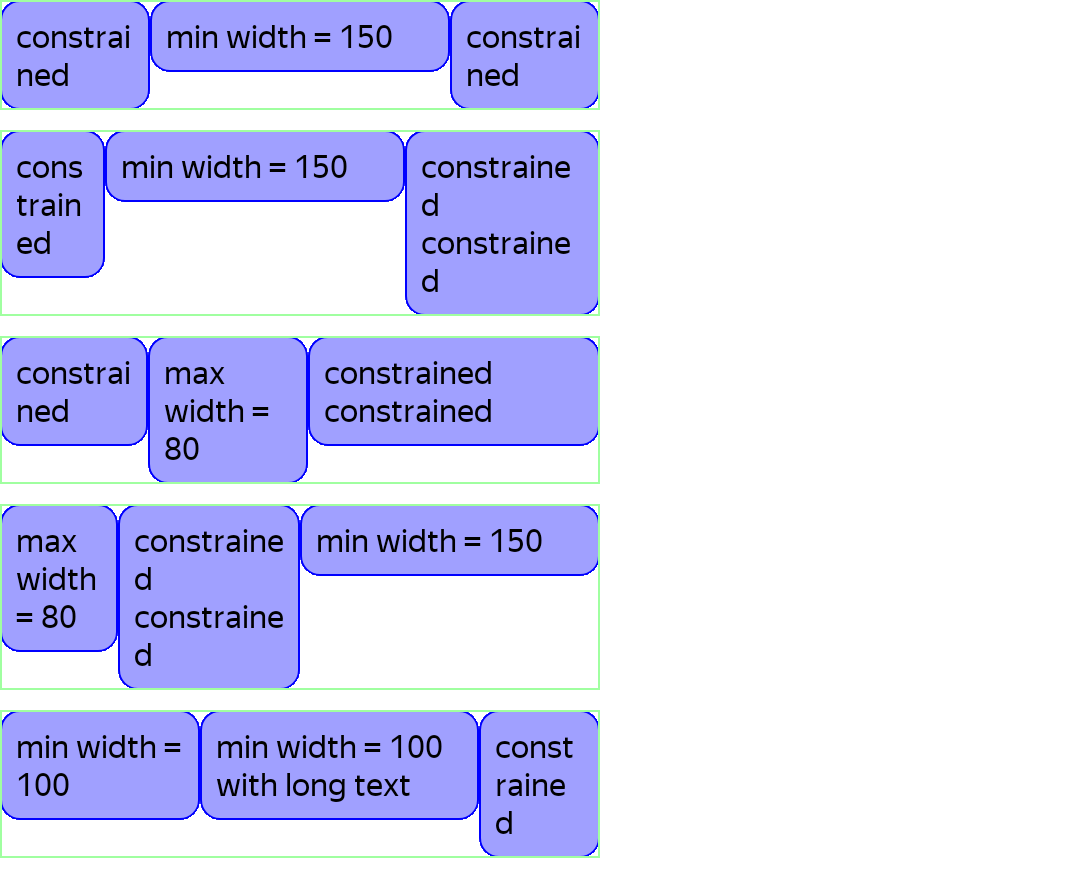 constrai
ned
min width = 150
constrai
ned
cons
train
ed
min width = 150
constraine
d
constraine
d
constrai
ned
max
width =
80
constrained
constrained
max
width
= 80
constraine
d
constraine
d
min width = 150
min width =
100
min width = 100
with long text
const
raine
d